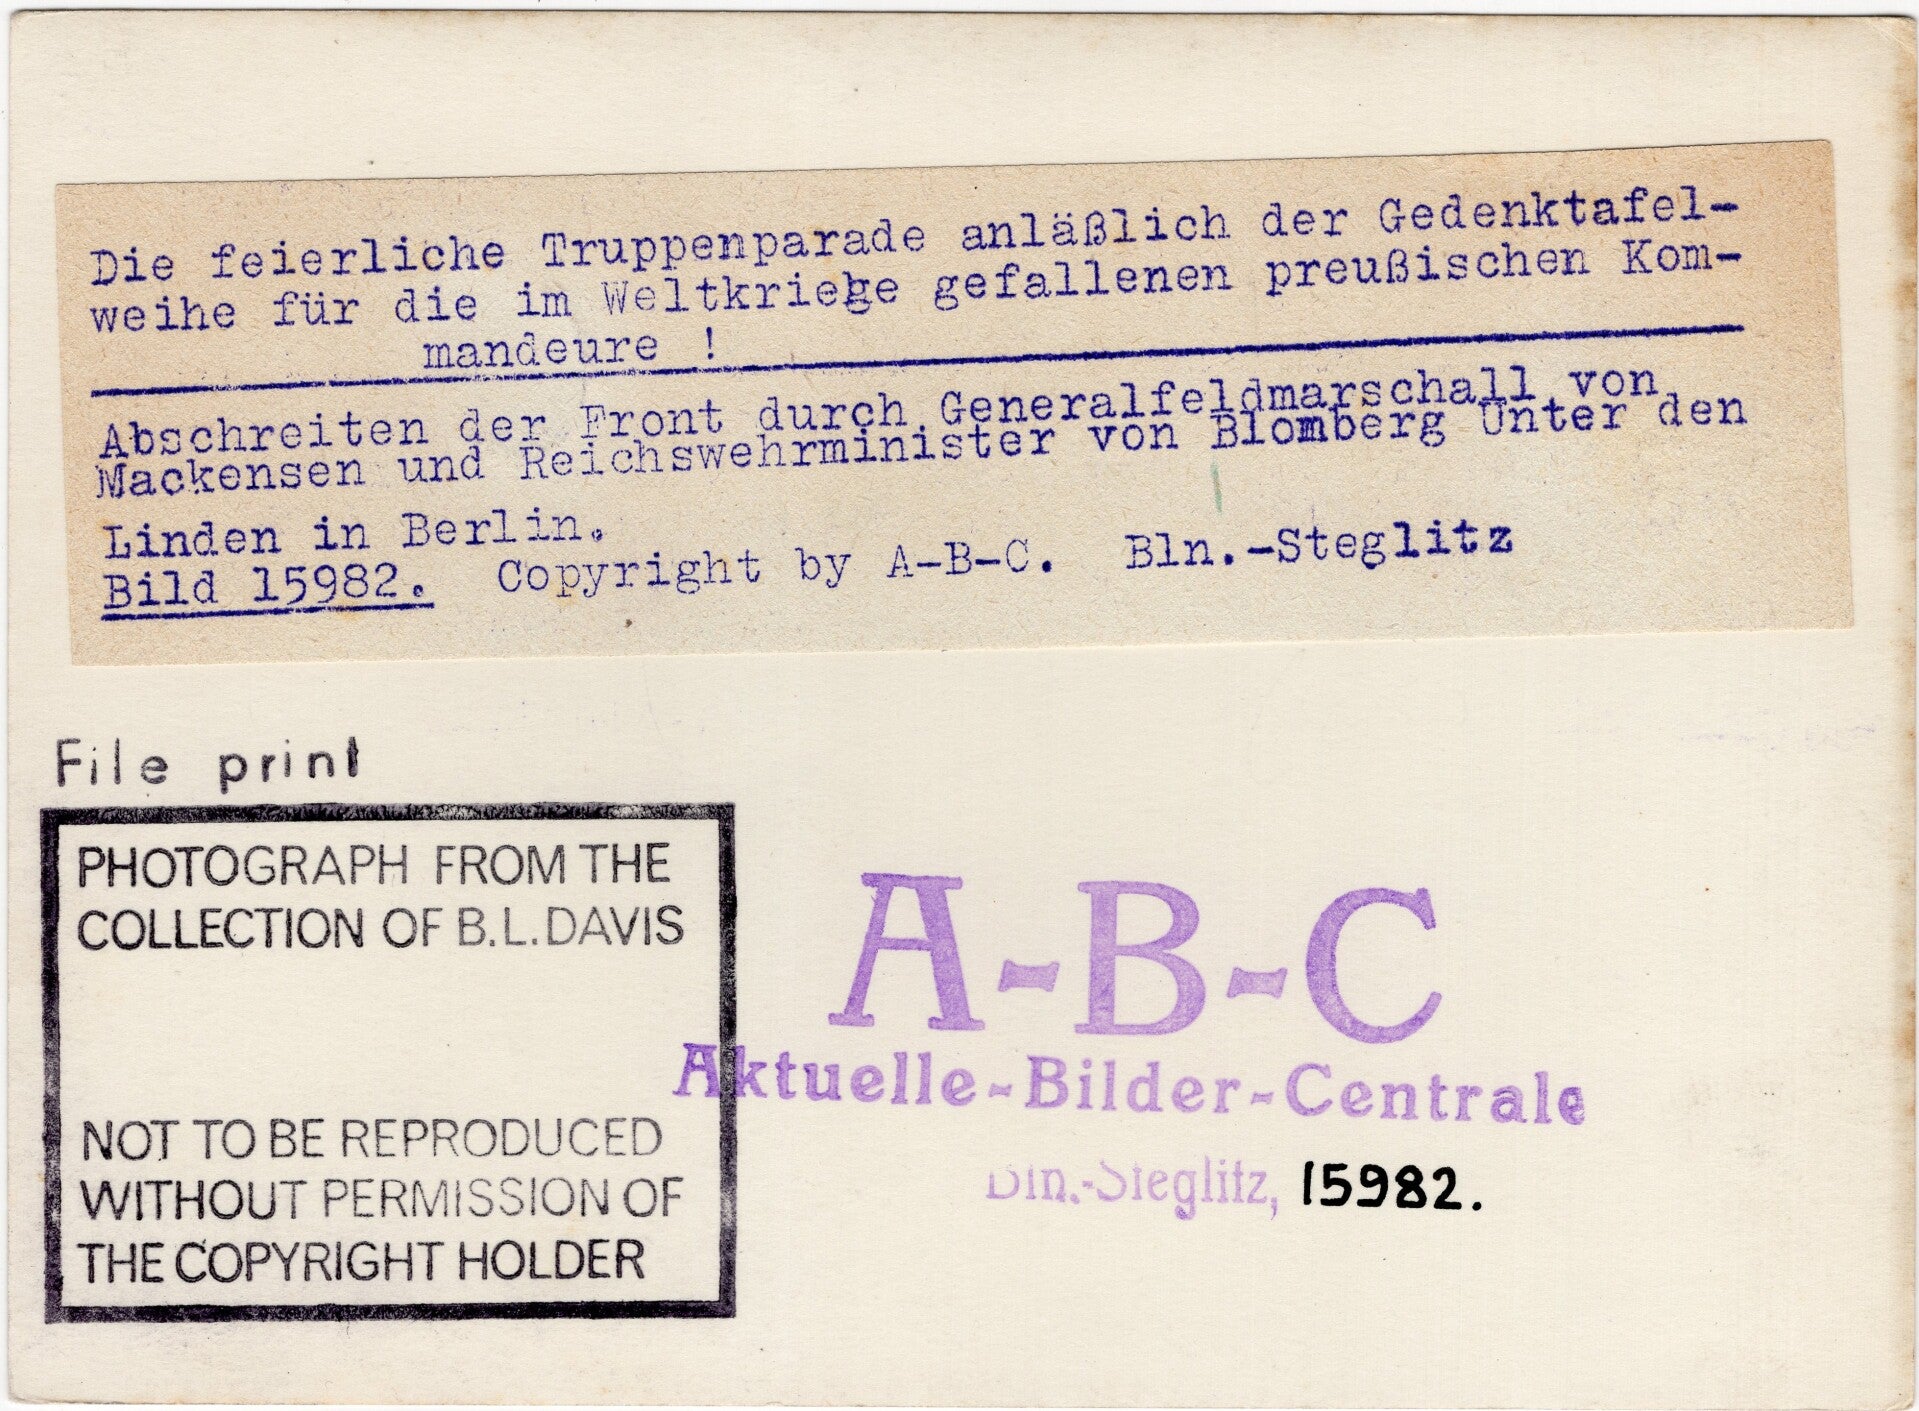 Die feierliche Truppenparade anläßlich der Gedenktafel-
weihe für die im Weltkriege gefallenen preußischen Kom-
mandeure !
Abschreiten der Front durch Generalfeldmarschall von
Mackensen und Reichswehrminister von Blomberg Unter den
Linden in Berlin.
Bild 15982. Copyright by A-B-C. Bln.-Steglitz
File print
PHOTOGRAPH FROM THE
COLLECTION OF B.L.DAVIS
NOT TO BE REPRODUCED
WITHOUT PERMISSION OF
THE COPYRIGHT HOLDER
A-B-C
Aktuelle-Bilder-Centrale
Bln.-Steglitz, 15982.